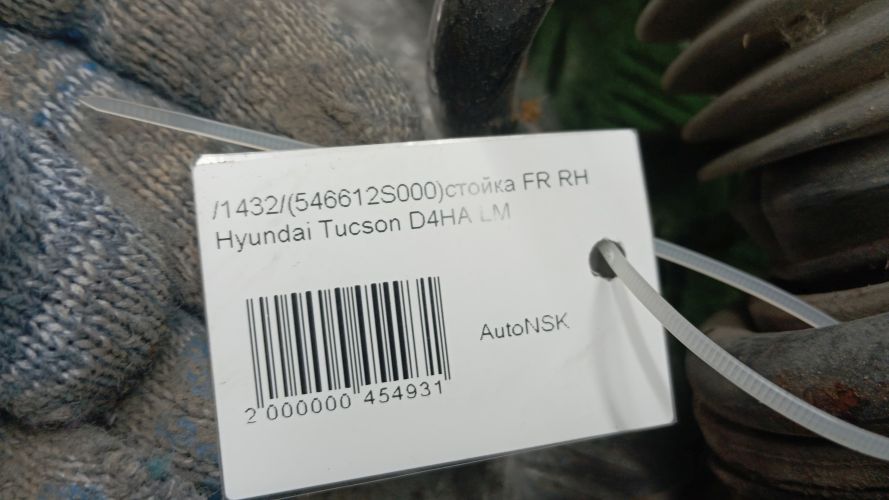 /1432/(546612S000)стойка FR RH
Hyundai Tucson D4HA LM
AutoNSK
2 000000 454931